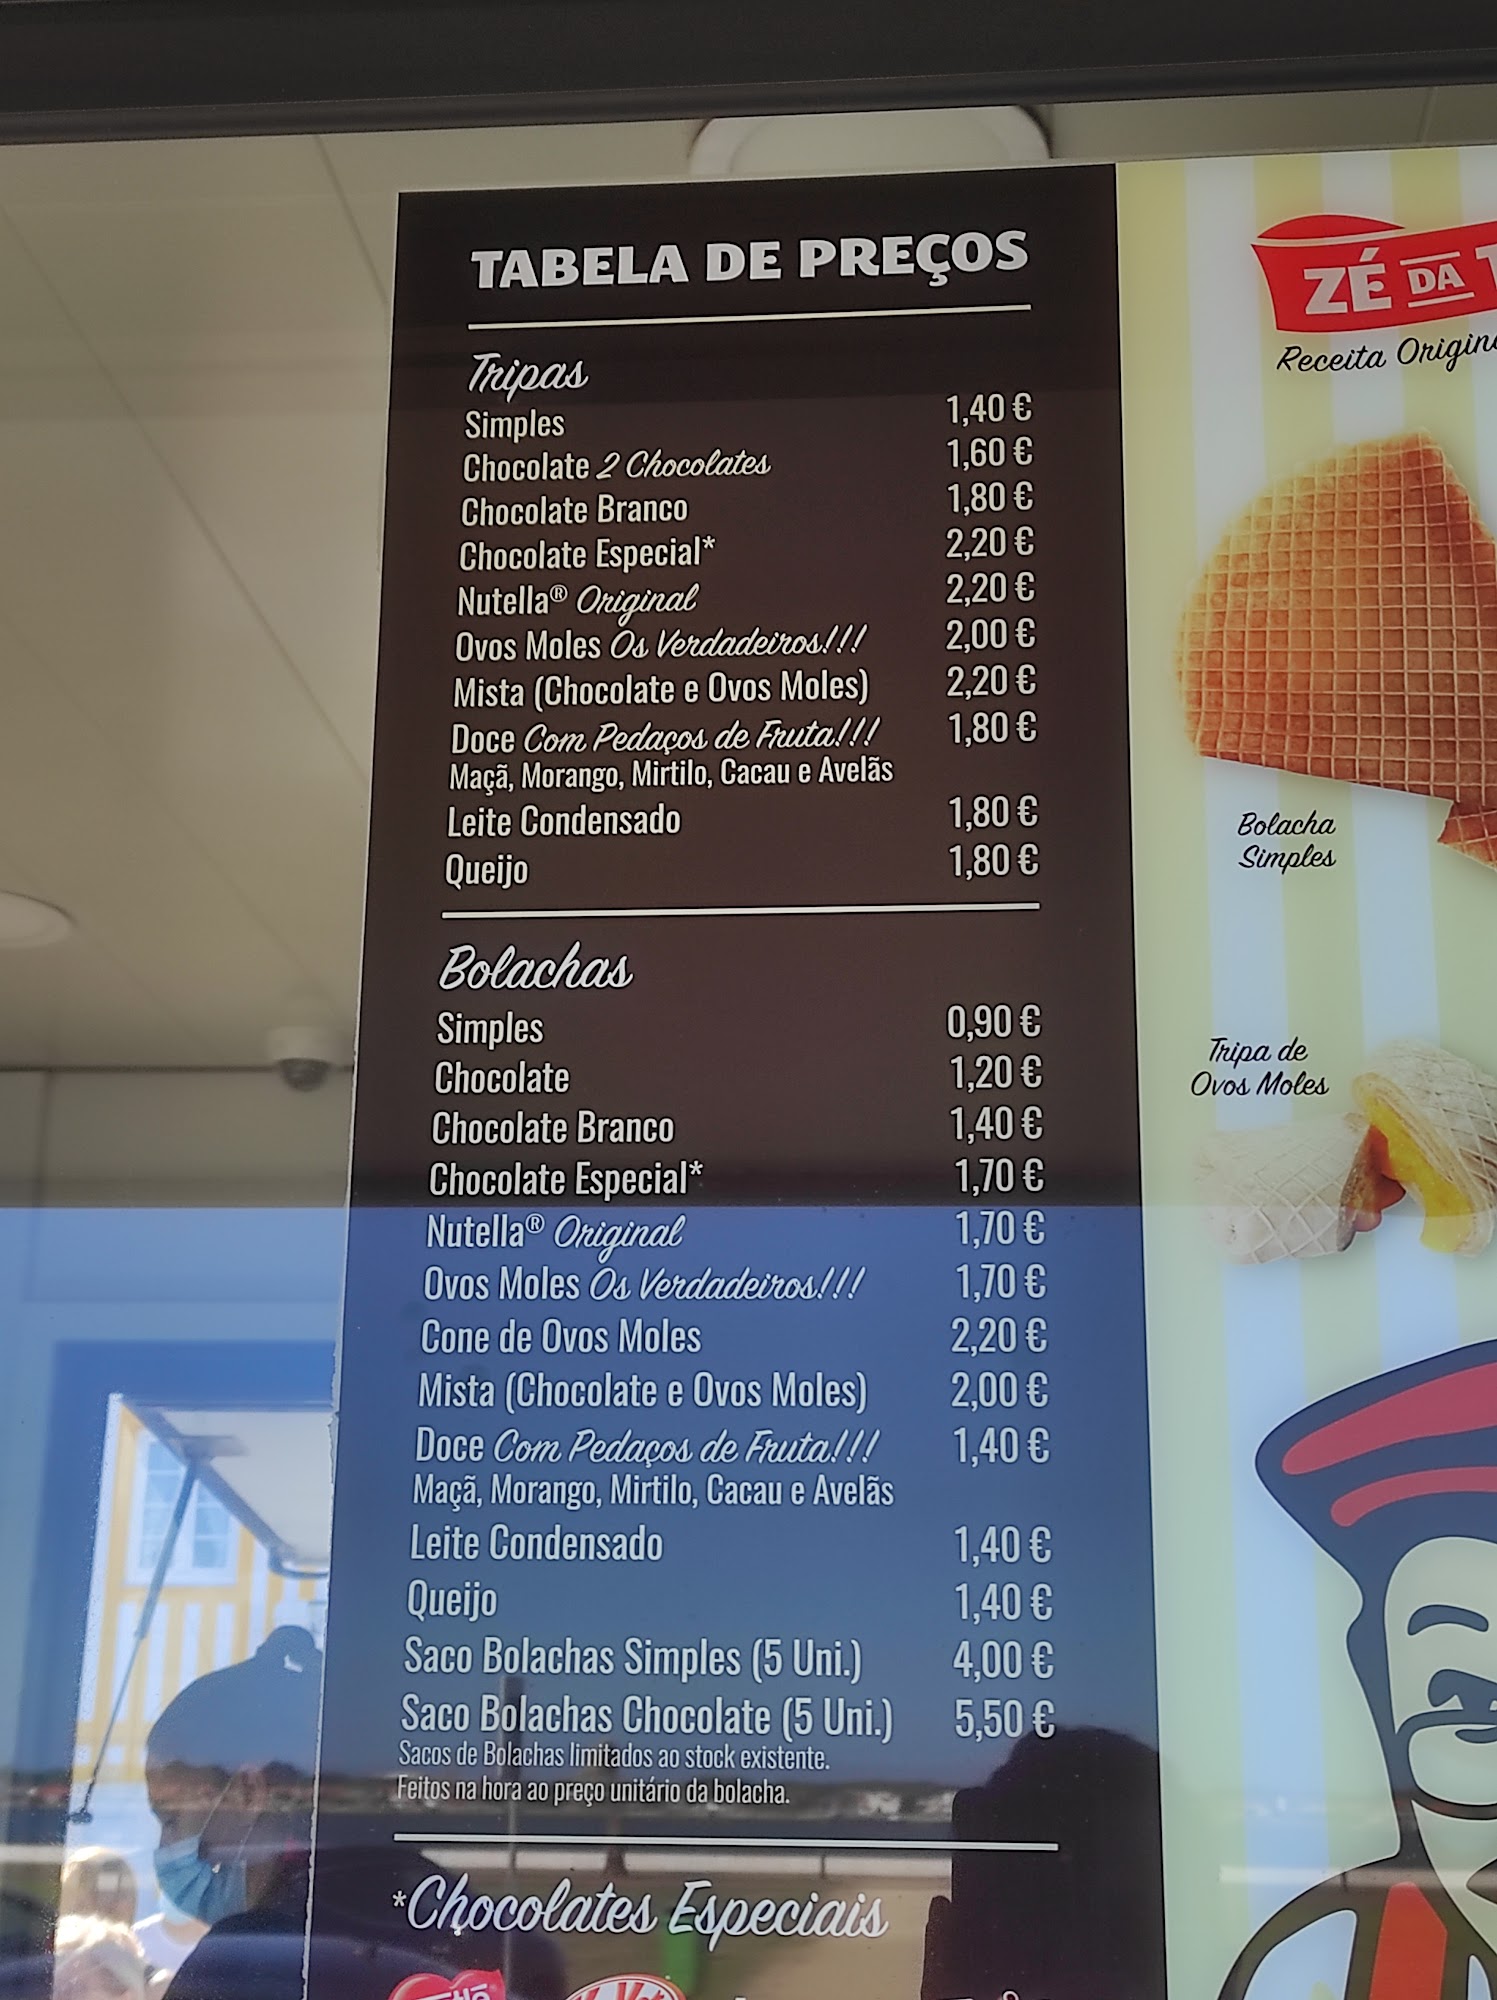 TABELA DE PREÇOS
Tripas
Simples 1,40 €
Chocolate 2 Chocolates 1,60 €
Chocolate Branco 1,80 €
Chocolate Especial* 2,20 €
Nutella® Original 2,20 €
Ovos Moles Os Verdadeiros!!! 2,00 €
Mista (Chocolate e Ovos Moles) 2,20 €
Doce Com Pedaços de Fruta!!! 1,80 €
Maçã, Morango, Mirtilo, Cacau e Avelãs
Leite Condensado 1,80 €
Queijo 1,80 €
Bolachas
Simples 0,90 €
Chocolate 1,20 €
Chocolate Branco 1,40 €
Chocolate Especial* 1,70 €
Nutella® Original 1,70 €
Ovos Moles Os Verdadeiros!!! 1,70 €
Cone de Ovos Moles 2,20 €
Mista (Chocolate e Ovos Moles) 2,00 €
Doce Com Pedaços de Fruta!!! 1,40 €
Maçã, Morango, Mirtilo, Cacau e Avelãs
Leite Condensado 1,40 €
Queijo 1,40 €
Saco Bolachas Simples (5 Uni.) 4,00 €
Saco Bolachas Chocolate (5 Uni.) 5,50 €
Sacos de Bolachas limitados ao stock existente.
Feitos na hora ao preço unitário da bolacha.
*Chocolates Especiais
ZÉ DA
Receita
Bolacha
Simples
Tripa de
Ovos Moles